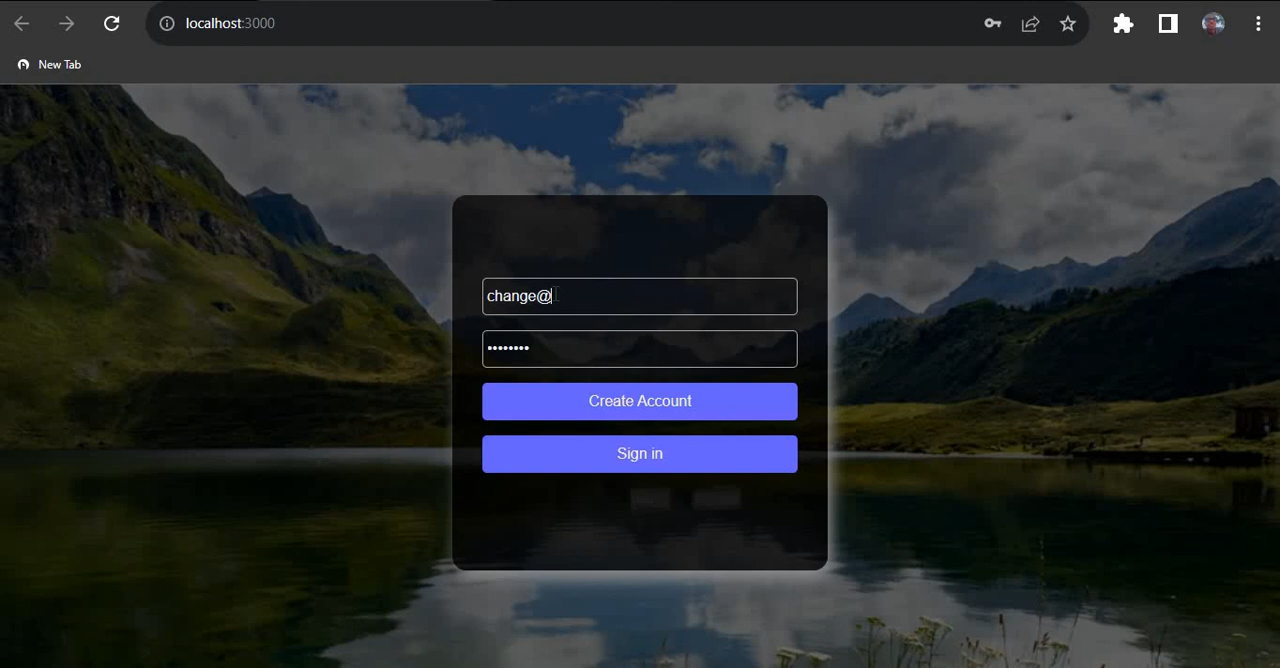 localhost:3000
New Tab
change@
••••••••
Create Account
Sign in